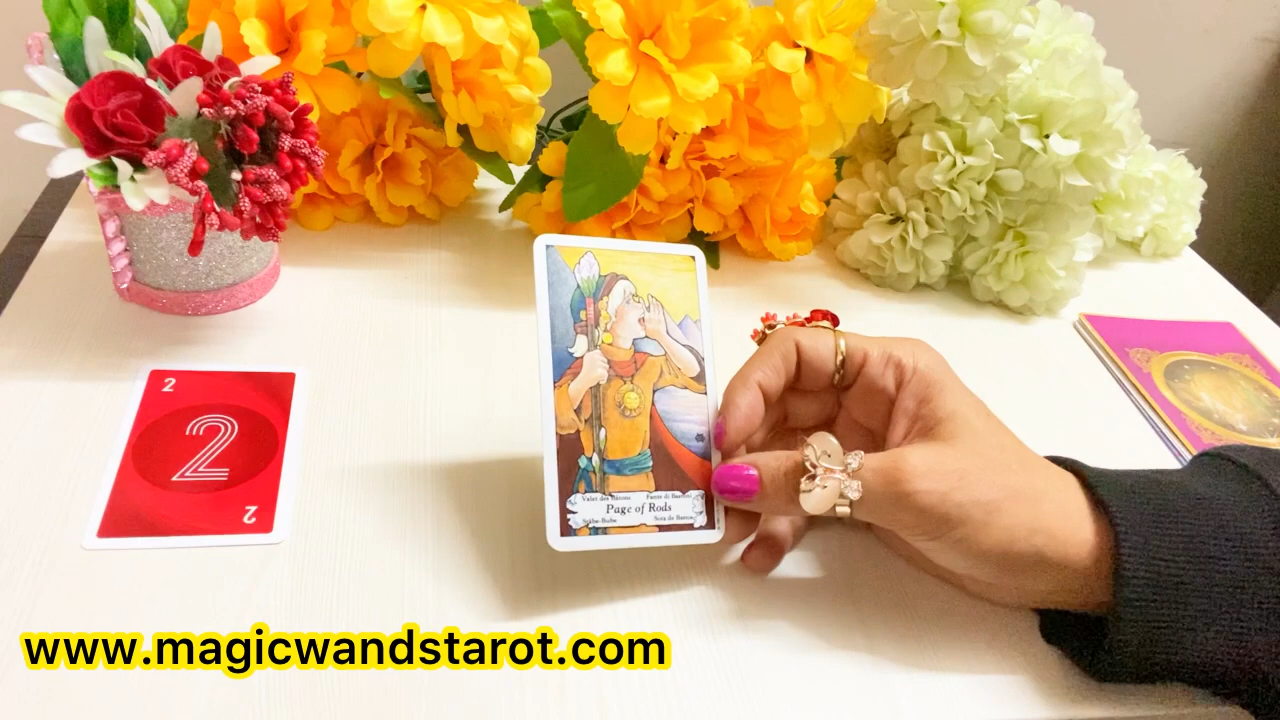 2
2
2
Valet des Bâtons Fante di Bastoni
Page of Rods
Stäbe-Bube Sota de Bastos
www.magicwandstarot.com